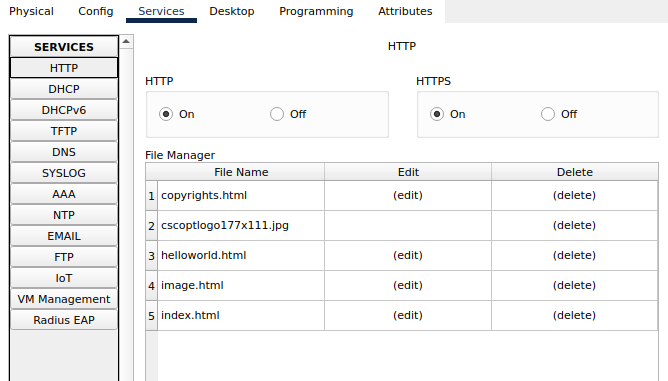 Physical Config Services Desktop Programming Attributes
SERVICES
HTTP
DHCP
DHCPv6
TFTP
DNS
SYSLOG
AAA
NTP
EMAIL
FTP
IoT
VM Management
Radius EAP
HTTP
HTTP HTTPS
On Off On Off
File Manager
File Name Edit Delete
1 copyrights.html (edit) (delete)
2 cscoptlogo177x111.jpg (delete)
3 helloworld.html (edit) (delete)
4 image.html (edit) (delete)
5 index.html (edit) (delete)